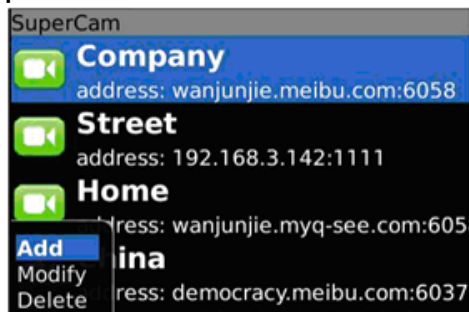 SuperCam
Company
address: wanjunjie.meibu.com:6058
Street
address: 192.168.3.142:1111
Home
dress: wanjunjie.myq-see.com:605
Add
ina
Modify
Delete
ress: democracy.meibu.com:6037